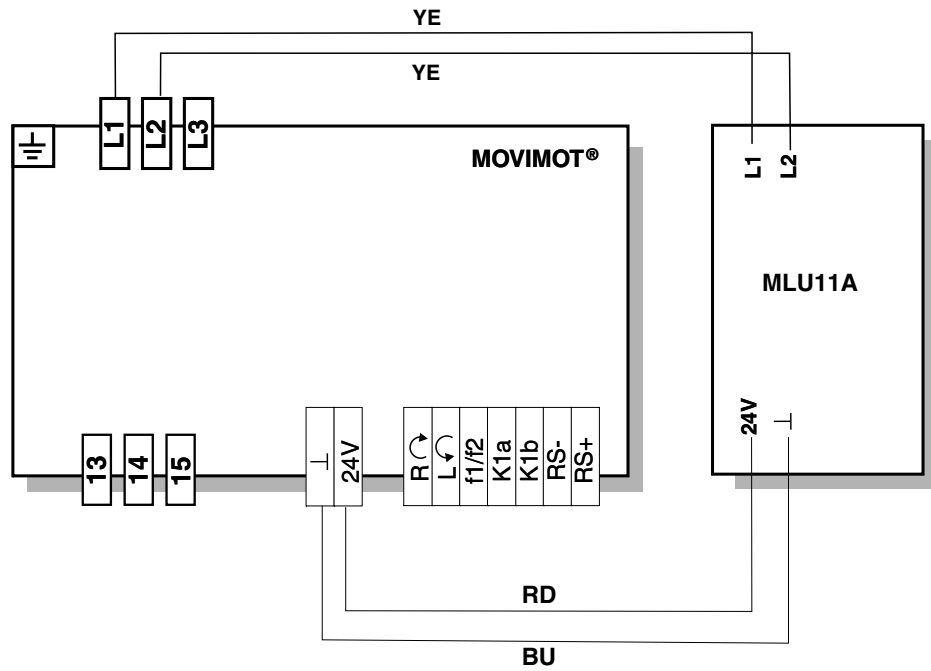 YE
YE
L1
L2
L3
MOVIMOT®
L1
L2
MLU11A
24V
⊥
13
14
15
⊥
24V
R
L
f1/f2
K1a
K1b
RS-
RS+
RD
BU